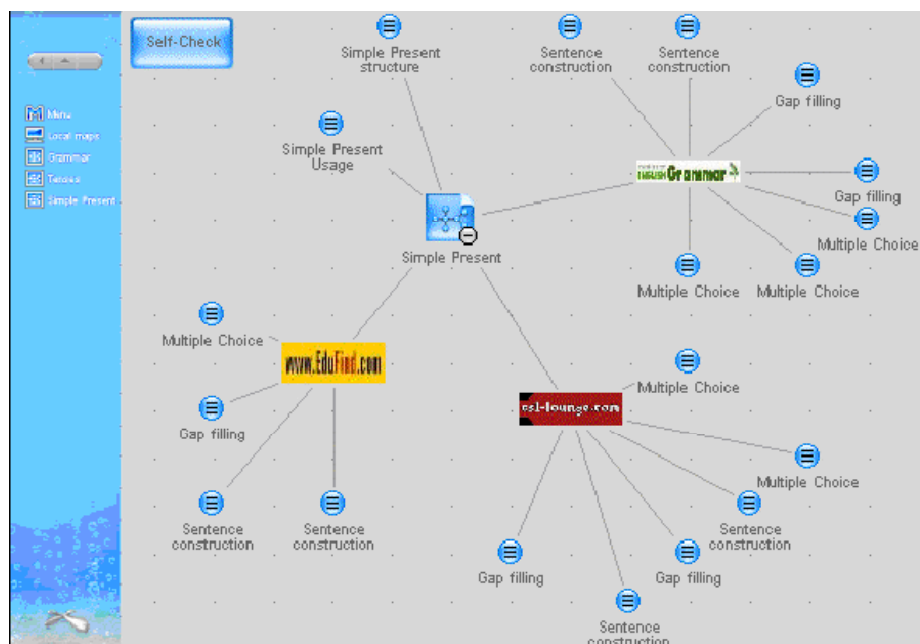 Self-Check
Menu
Local maps
Grammar
Tenses
Simple Present
Simple Present
structure
Sentence
construction
Sentence
construction
Gap filling
Simple Present
Usage
ENGLISH Grammar
Gap filling
Multiple Choice
Simple Present
Multiple Choice
Multiple Choice
Multiple Choice
www.EduFind.com
Multiple Choice
esl-lounge.com
Gap filling
Multiple Choice
Sentence
construction
Sentence
construction
Sentence
construction
Gap filling
Gap filling
Sentence
construction